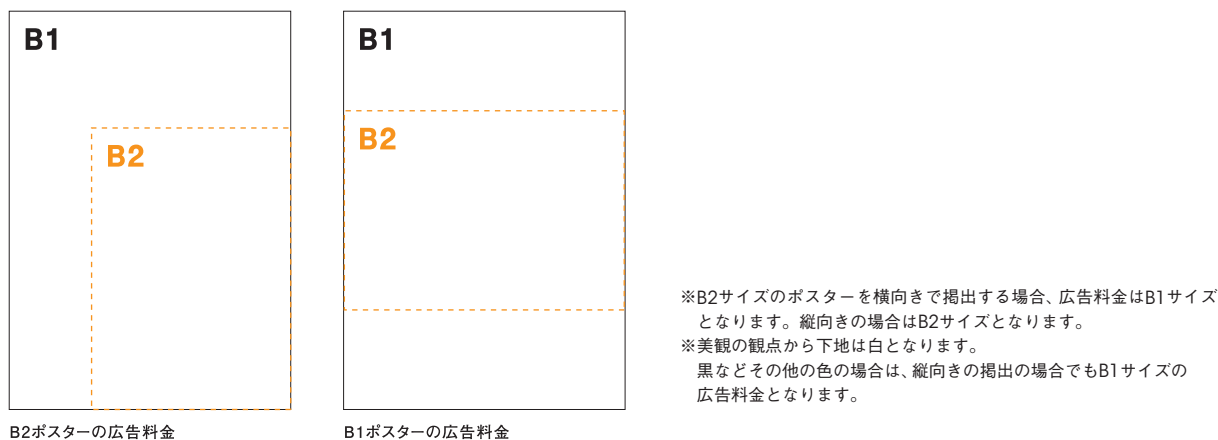 B1
B2
B2ポスターの広告料金
B1
B2
B1ポスターの広告料金
※B2サイズのポスターを横向きで掲出する場合、広告料金はB1サイズ
となります。縦向きの場合はB2サイズとなります。
※美観の観点から下地は白となります。
黒などその他の色の場合は、縦向きの掲出の場合でもB1サイズの
広告料金となります。